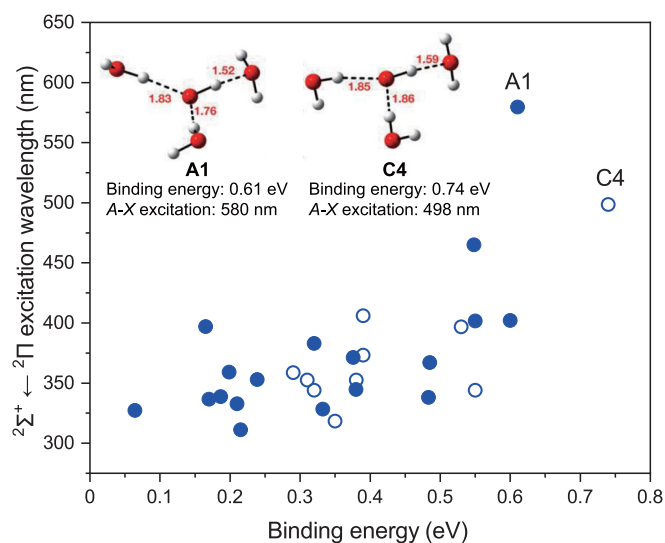 650
600
550
500
450
400
350
300
²Σ⁺ ← ²Π excitation wavelength (nm)
1.83
1.52
1.76
A1
Binding energy: 0.61 eV
A-X excitation: 580 nm
1.85
1.59
1.86
C4
Binding energy: 0.74 eV
A-X excitation: 498 nm
A1
C4
0 0.1 0.2 0.3 0.4 0.5 0.6 0.7 0.8
Binding energy (eV)